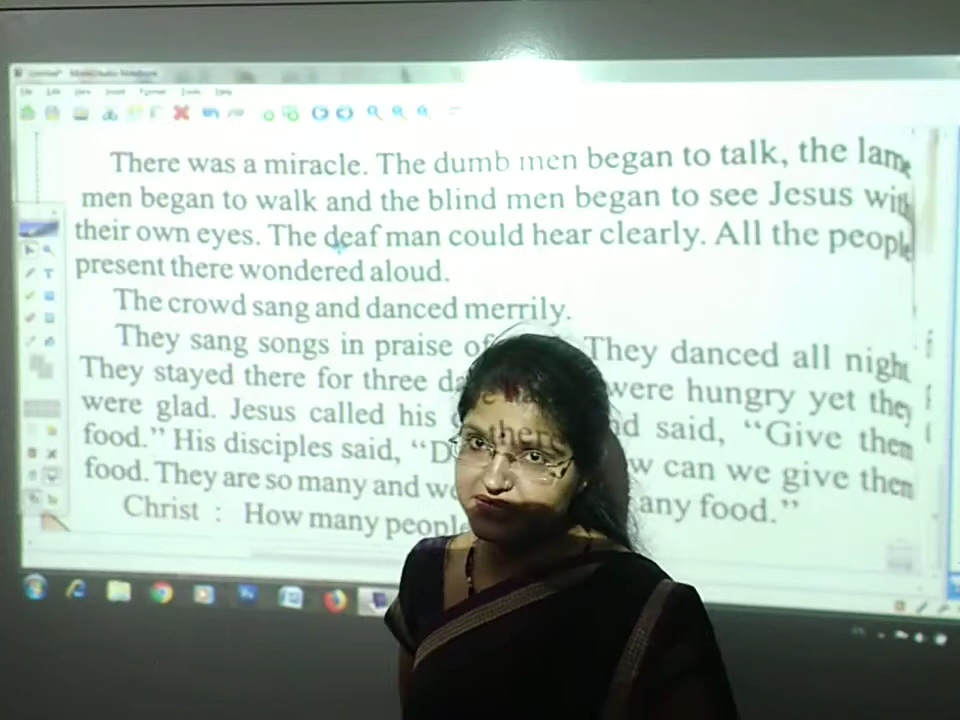 There was a miracle. The dumb men began to talk, the lame
men began to walk and the blind men began to see Jesus with
their own eyes. The deaf man could hear clearly. All the people
present there wondered aloud.
The crowd sang and danced merrily.
They sang songs in praise of They danced all night
They stayed there for three were hungry yet they
were glad. Jesus called his there said, “Give them
food.” His disciples said, can we give them
food. They are so many and any food.”
Christ : How many people